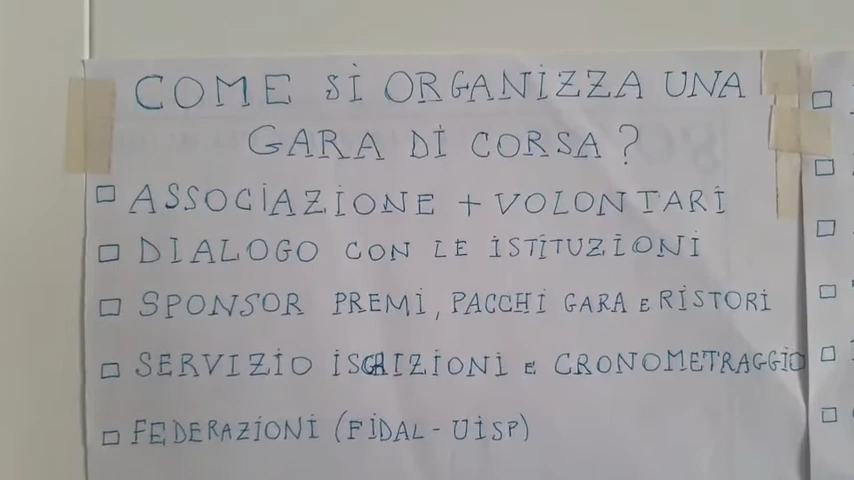 COME SI ORGANIZZA UNA
GARA DI CORSA?
□ ASSOCIAZIONE + VOLONTARI
□ DIALOGO CON LE ISTITUZIONI
□ SPONSOR PREMI, PACCHI GARA E RISTORI
□ SERVIZIO ISCRIZIONI E CRONOMETRAGGIO
□ FEDERAZIONI (FIDAL - UISP)